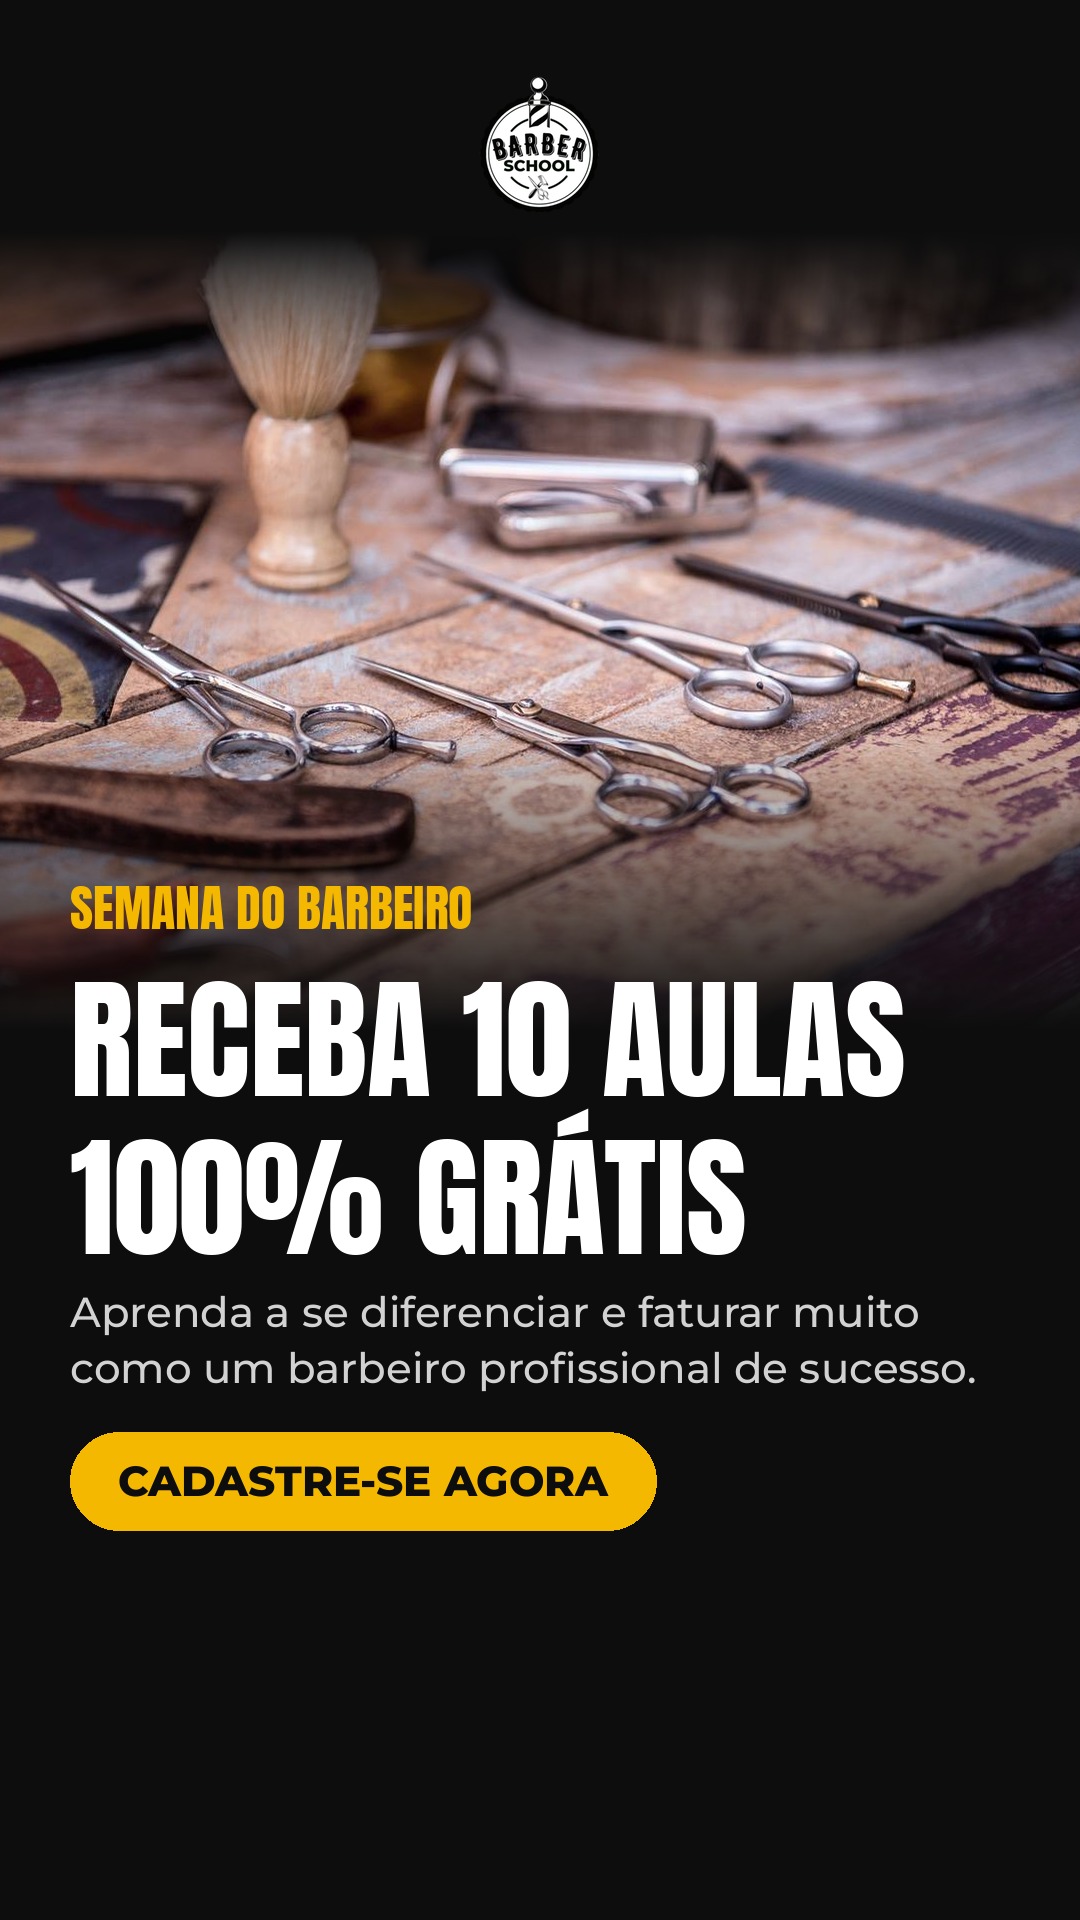 BARBER
SCHOOL
SEMANA DO BARBEIRO
RECEBA 10 AULAS
100% GRÁTIS
Aprenda a se diferenciar e faturar muito
como um barbeiro profissional de sucesso.
CADASTRE-SE AGORA